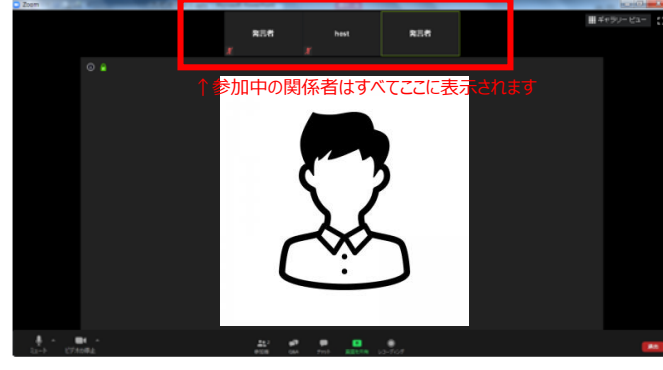 Zoom
発言者
host
発言者
ギャラリー ビュー
↑参加中の関係者はすべてここに表示されます
ミュート
ビデオの停止
参加者
Q&A
チャット
画面を共有
レコーディング
退出